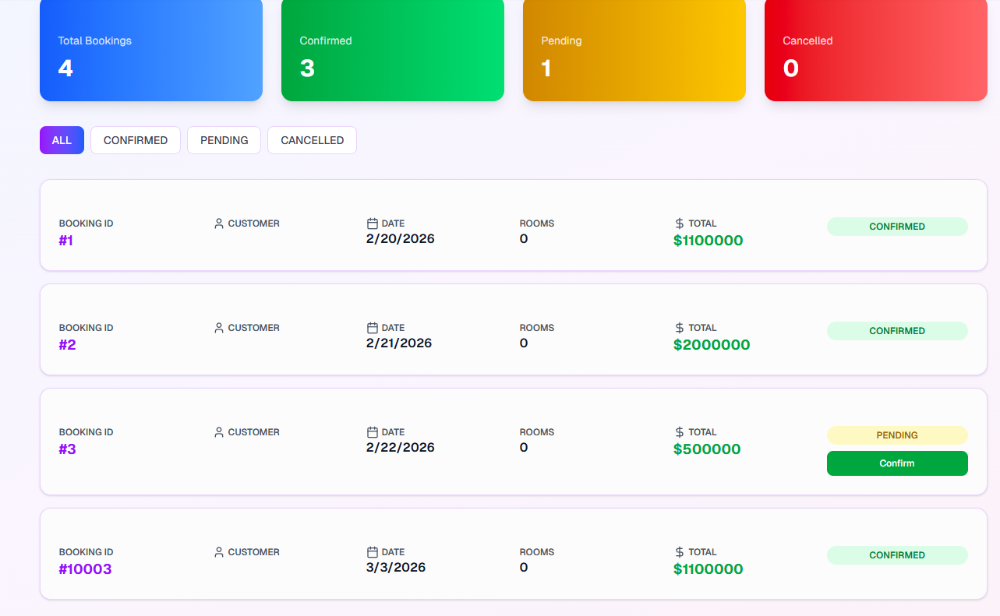 Total Bookings
4
Confirmed
3
Pending
1
Cancelled
0
ALL
CONFIRMED
PENDING
CANCELLED
BOOKING ID
#1
CUSTOMER
DATE
2/20/2026
ROOMS
0
TOTAL
$1100000
CONFIRMED
BOOKING ID
#2
CUSTOMER
DATE
2/21/2026
ROOMS
0
TOTAL
$2000000
CONFIRMED
BOOKING ID
#3
CUSTOMER
DATE
2/22/2026
ROOMS
0
TOTAL
$500000
PENDING
Confirm
BOOKING ID
#10003
CUSTOMER
DATE
3/3/2026
ROOMS
0
TOTAL
$1100000
CONFIRMED